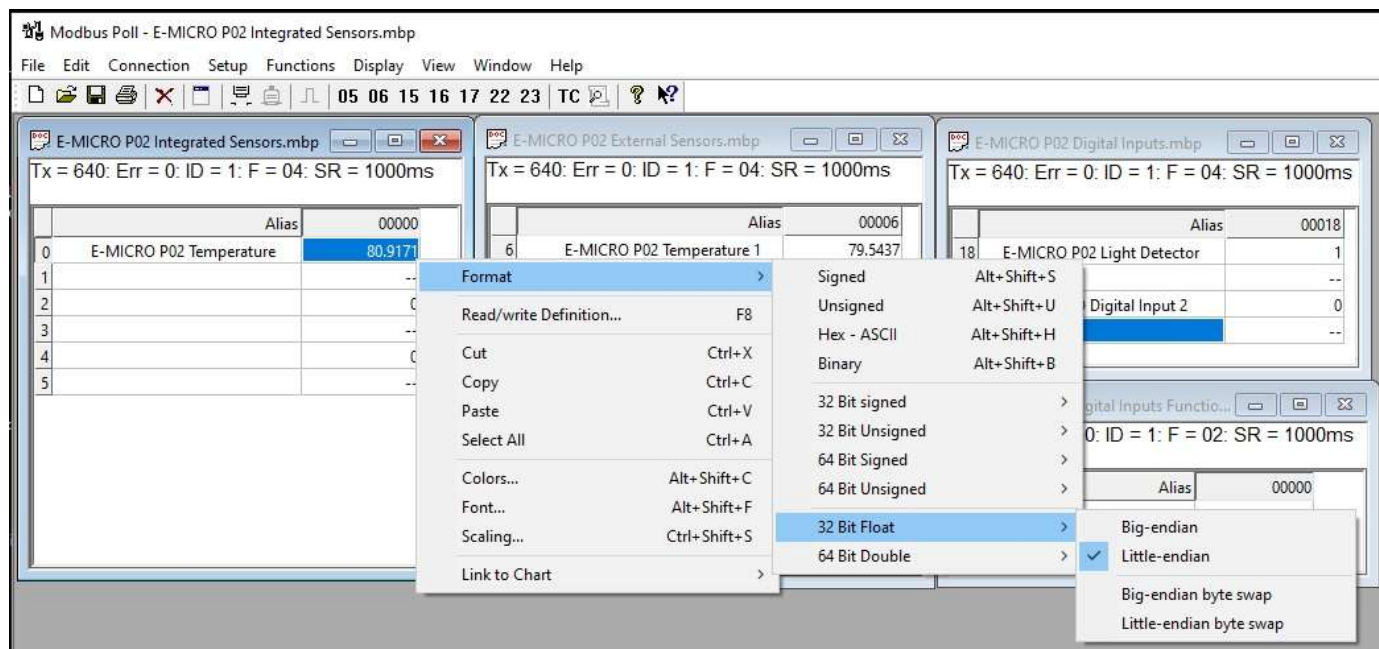 Modbus Poll - E-MICRO P02 Integrated Sensors.mbp
File Edit Connection Setup Functions Display View Window Help
05 06 15 16 17 22 23 TC
E-MICRO P02 Integrated Sensors.mbp
Tx = 640: Err = 0: ID = 1: F = 04: SR = 1000ms
Alias 00000
0 E-MICRO P02 Temperature 80.9171
1 --
2 0
3 --
4 0
5 --
E-MICRO P02 External Sensors.mbp
Tx = 640: Err = 0: ID = 1: F = 04: SR = 1000ms
Alias 00006
6 E-MICRO P02 Temperature 1 79.5437
E-MICRO P02 Digital Inputs.mbp
Tx = 640: Err = 0: ID = 1: F = 04: SR = 1000ms
Alias 00018
18 E-MICRO P02 Light Detector 1
--
Digital Input 2 0
--
gital Inputs Functio...
0: ID = 1: F = 02: SR = 1000ms
Alias 00000
Format
Read/write Definition... F8
Cut Ctrl+X
Copy Ctrl+C
Paste Ctrl+V
Select All Ctrl+A
Colors... Alt+Shift+C
Font... Alt+Shift+F
Scaling... Ctrl+Shift+S
Link to Chart
Signed Alt+Shift+S
Unsigned Alt+Shift+U
Hex - ASCII Alt+Shift+H
Binary Alt+Shift+B
32 Bit signed
32 Bit Unsigned
64 Bit Signed
64 Bit Unsigned
32 Bit Float
64 Bit Double
Big-endian
Little-endian
Big-endian byte swap
Little-endian byte swap